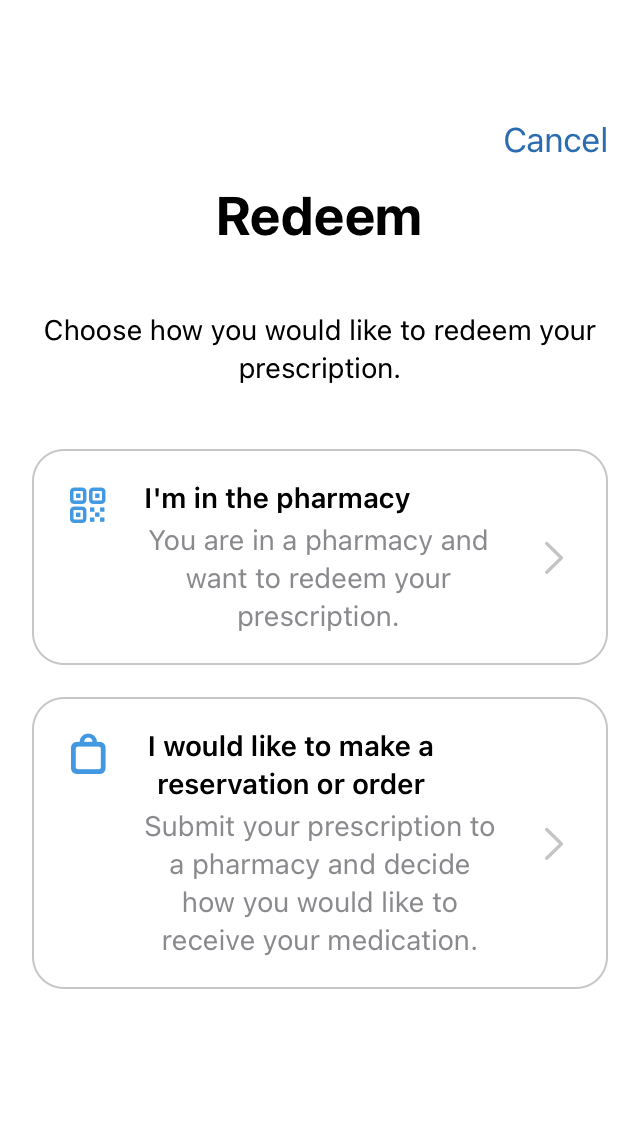 Cancel
Redeem
Choose how you would like to redeem your
prescription.
I'm in the pharmacy
You are in a pharmacy and
want to redeem your
prescription.
I would like to make a
reservation or order
Submit your prescription to
a pharmacy and decide
how you would like to
receive your medication.